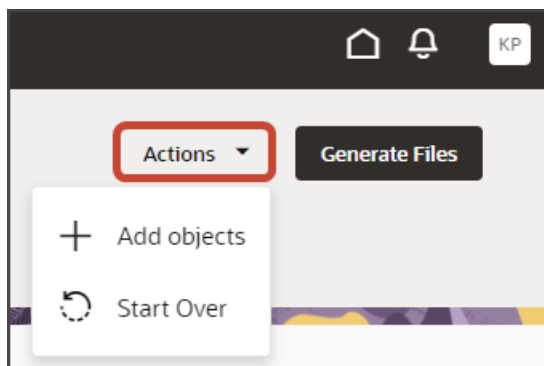 KP
Actions
Generate Files
Add objects
Start Over